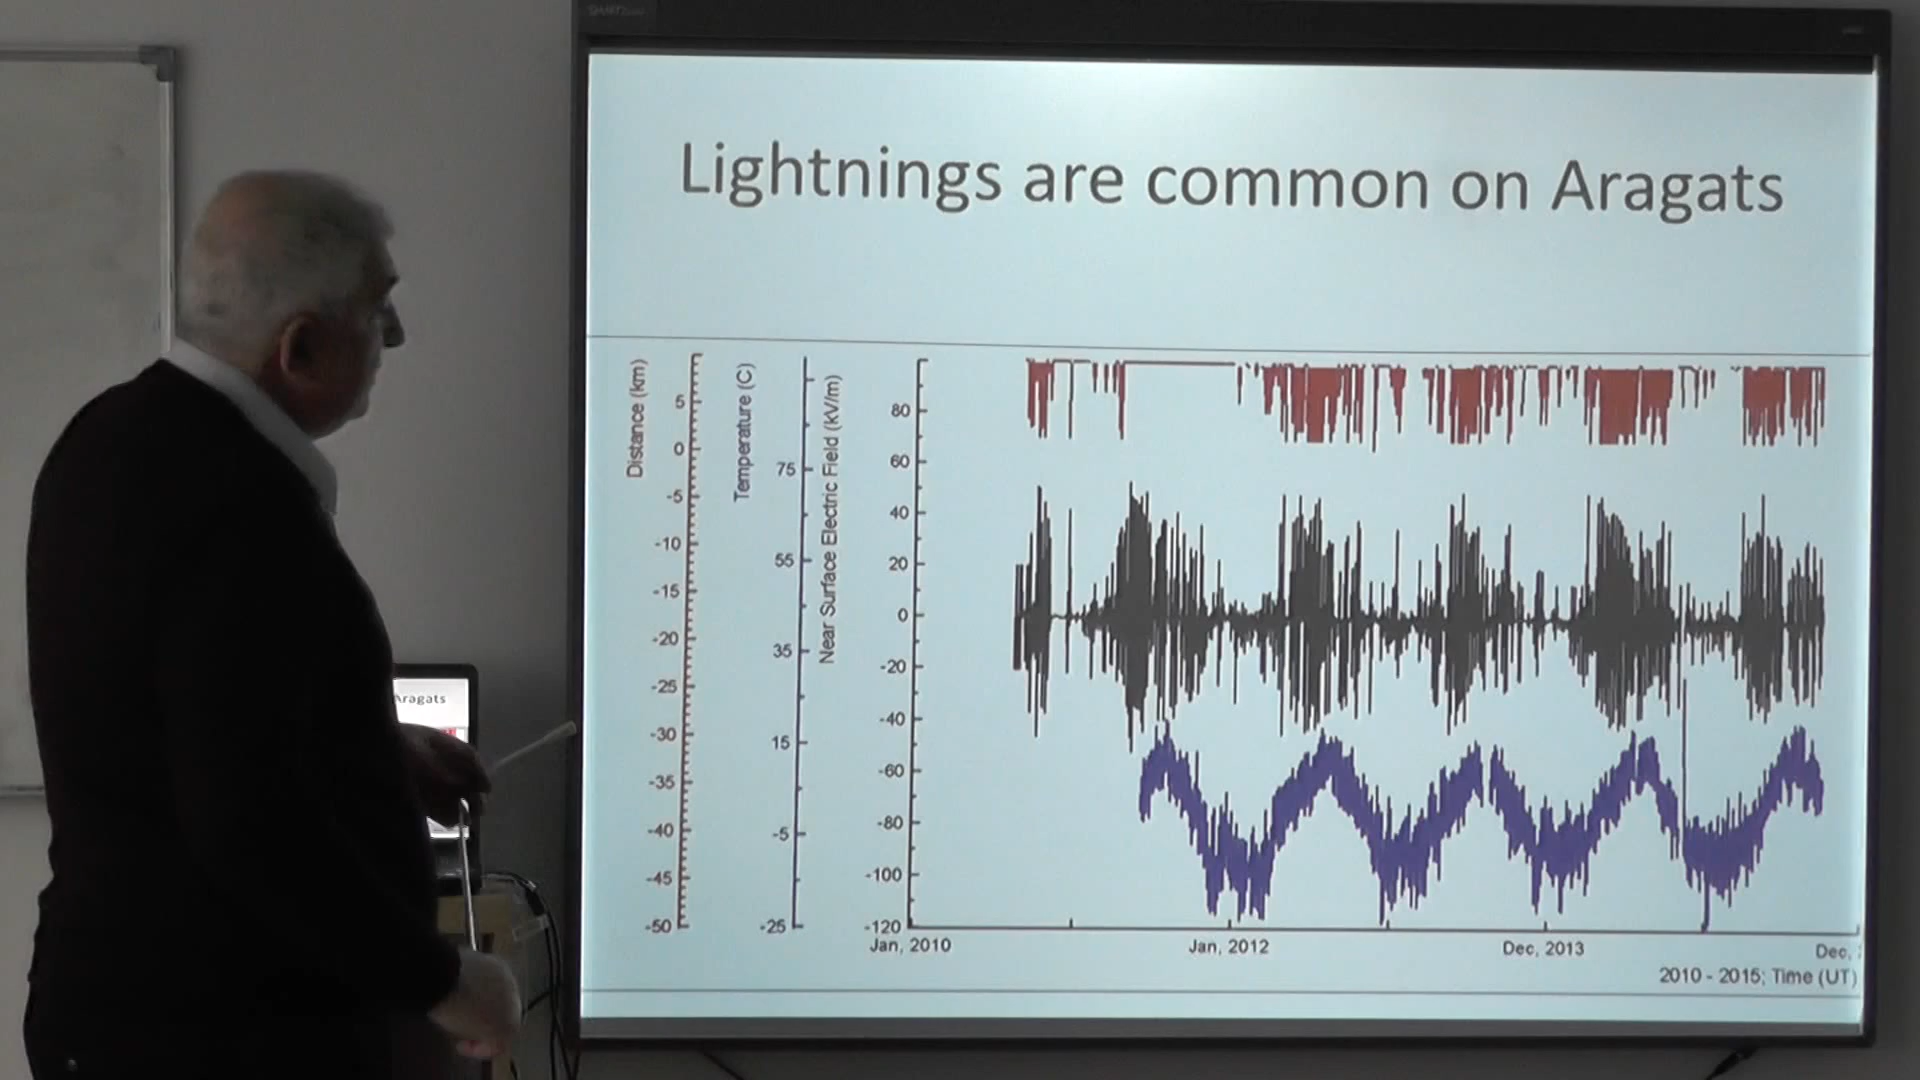 SMART
Lightnings are common on Aragats
Distance (km)
5
0
-5
-10
-15
-20
-25
-30
-35
-40
-45
-50
Temperature (C)
75
55
35
15
-5
-25
Near Surface Electric Field (kV/m)
80
60
40
20
0
-20
-40
-60
-80
-100
-120
Jan, 2010
Jan, 2012
Dec, 2013
Dec,
2010 - 2015; Time (UT)
Aragats